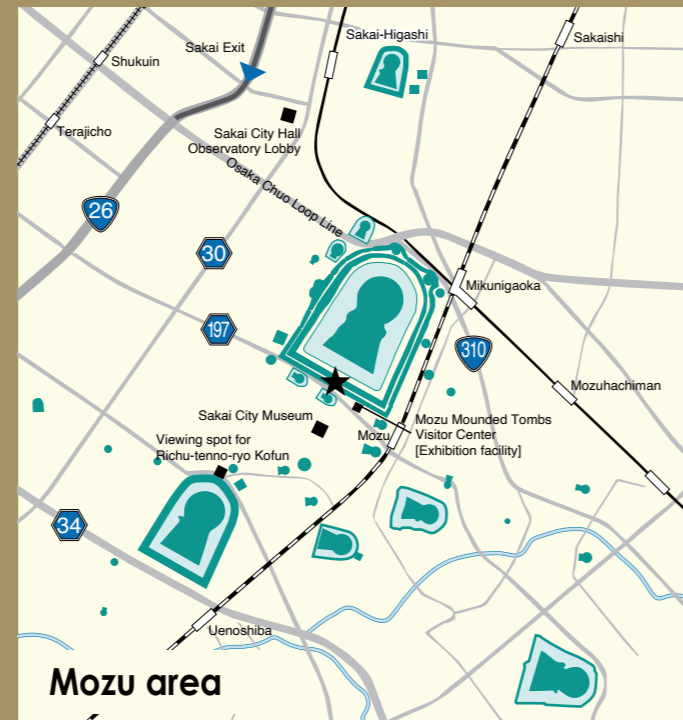 Sakai-Higashi
Sakaishi
Sakai Exit
Shukuin
Terajicho
Sakai City Hall
Observatory Lobby
Osaka Chuo Loop Line
26
30
Mikunigaoka
197
310
Mozuhachiman
Sakai City Museum
Mozu Mounded Tombs
Visitor Center
[Exhibition facility]
Mozu
Viewing spot for
Richu-tenno-ryo Kofun
34
Uenoshiba
Mozu area